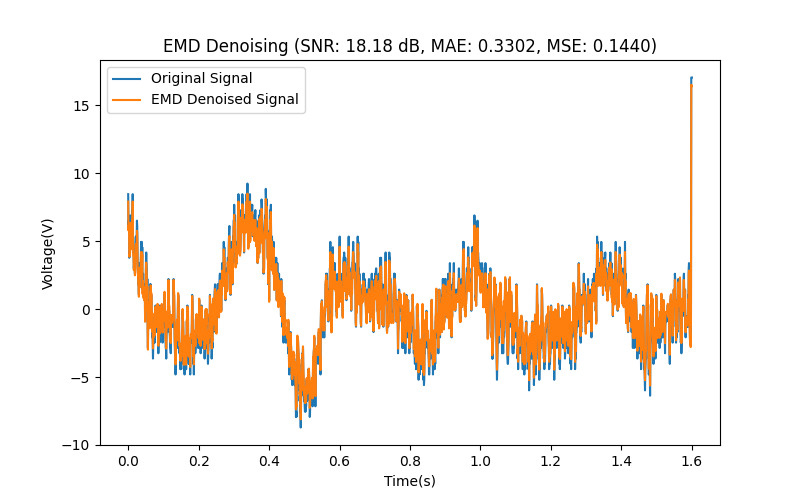 EMD Denoising (SNR: 18.18 dB, MAE: 0.3302, MSE: 0.1440)
Original Signal
EMD Denoised Signal
15
10
5
0
−5
−10
Voltage(V)
0.0 0.2 0.4 0.6 0.8 1.0 1.2 1.4 1.6
Time(s)